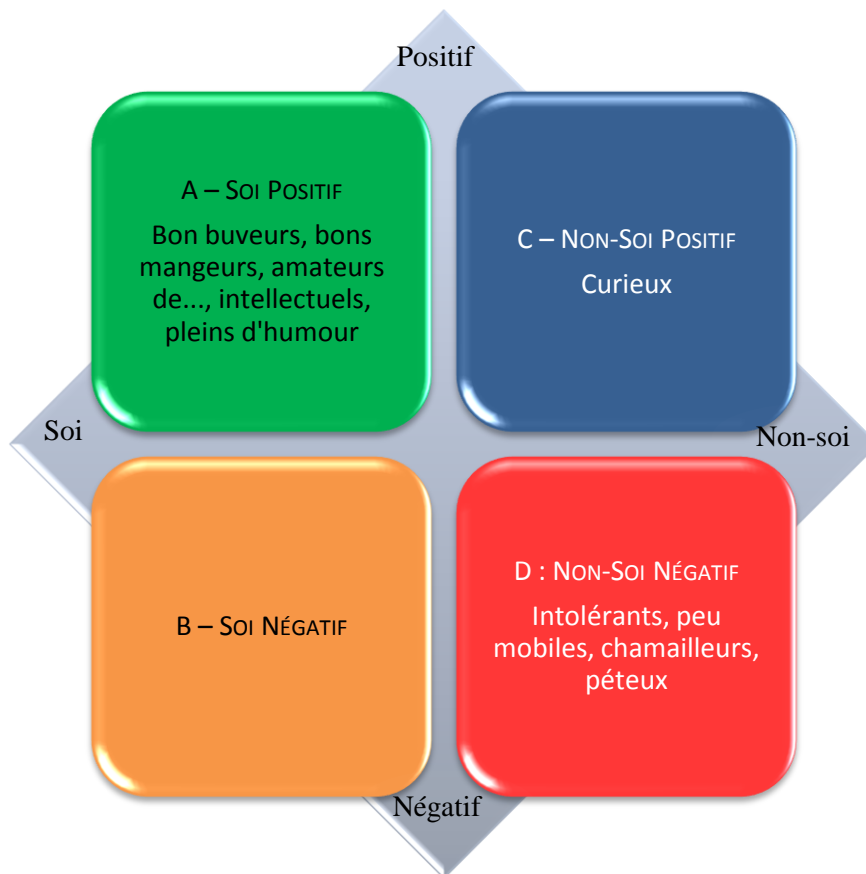 Positif
A – SOI POSITIF
Bon buveurs, bons
mangeurs, amateurs
de..., intellectuels,
pleins d'humour
C – NON-SOI POSITIF
Curieux
Soi
Non-soi
B – SOI NÉGATIF
D : NON-SOI NÉGATIF
Intolérants, peu
mobiles, chamailleurs,
péteux
Négatif